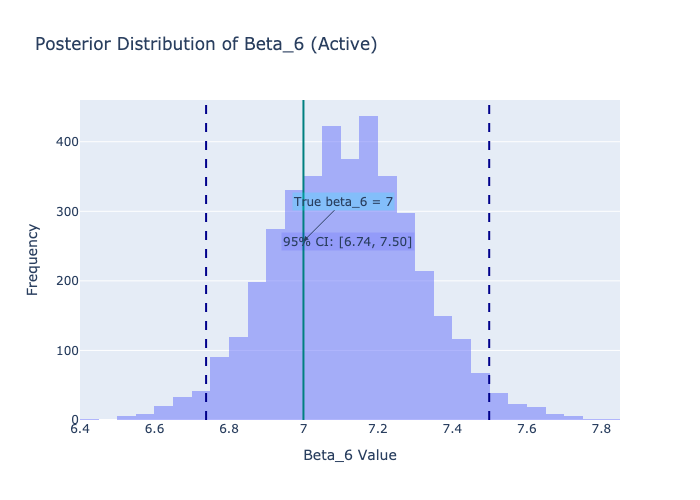 Posterior Distribution of Beta_6 (Active)
Frequency
400
300
200
100
0
True beta_6 = 7
95% CI: [6.74, 7.50]
6.4 6.6 6.8 7 7.2 7.4 7.6 7.8
Beta_6 Value